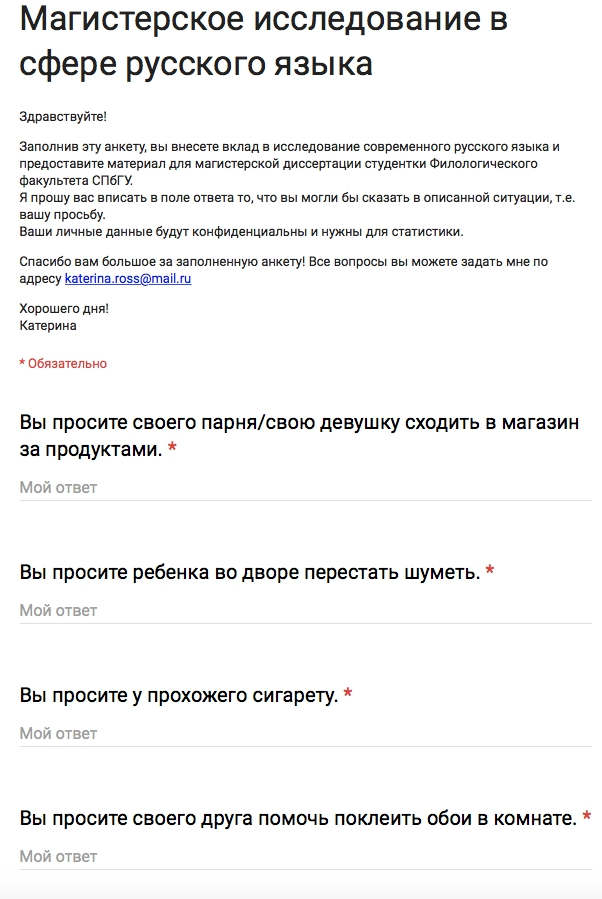 Магистерское исследование в
сфере русского языка
Здравствуйте!
Заполнив эту анкету, вы внесете вклад в исследование современного русского языка и
предоставите материал для магистерской диссертации студентки Филологического
факультета СПбГУ.
Я прошу вас вписать в поле ответа то, что вы могли бы сказать в описанной ситуации, т.е.
вашу просьбу.
Ваши личные данные будут конфиденциальны и нужны для статистики.
Спасибо вам большое за заполненную анкету! Все вопросы вы можете задать мне по
адресу katerina.ross@mail.ru
Хорошего дня!
Катерина
* Обязательно
Вы просите своего парня/свою девушку сходить в магазин
за продуктами. *
Мой ответ
Вы просите ребенка во дворе перестать шуметь. *
Мой ответ
Вы просите у прохожего сигарету. *
Мой ответ
Вы просите своего друга помочь поклеить обои в комнате. *
Мой ответ